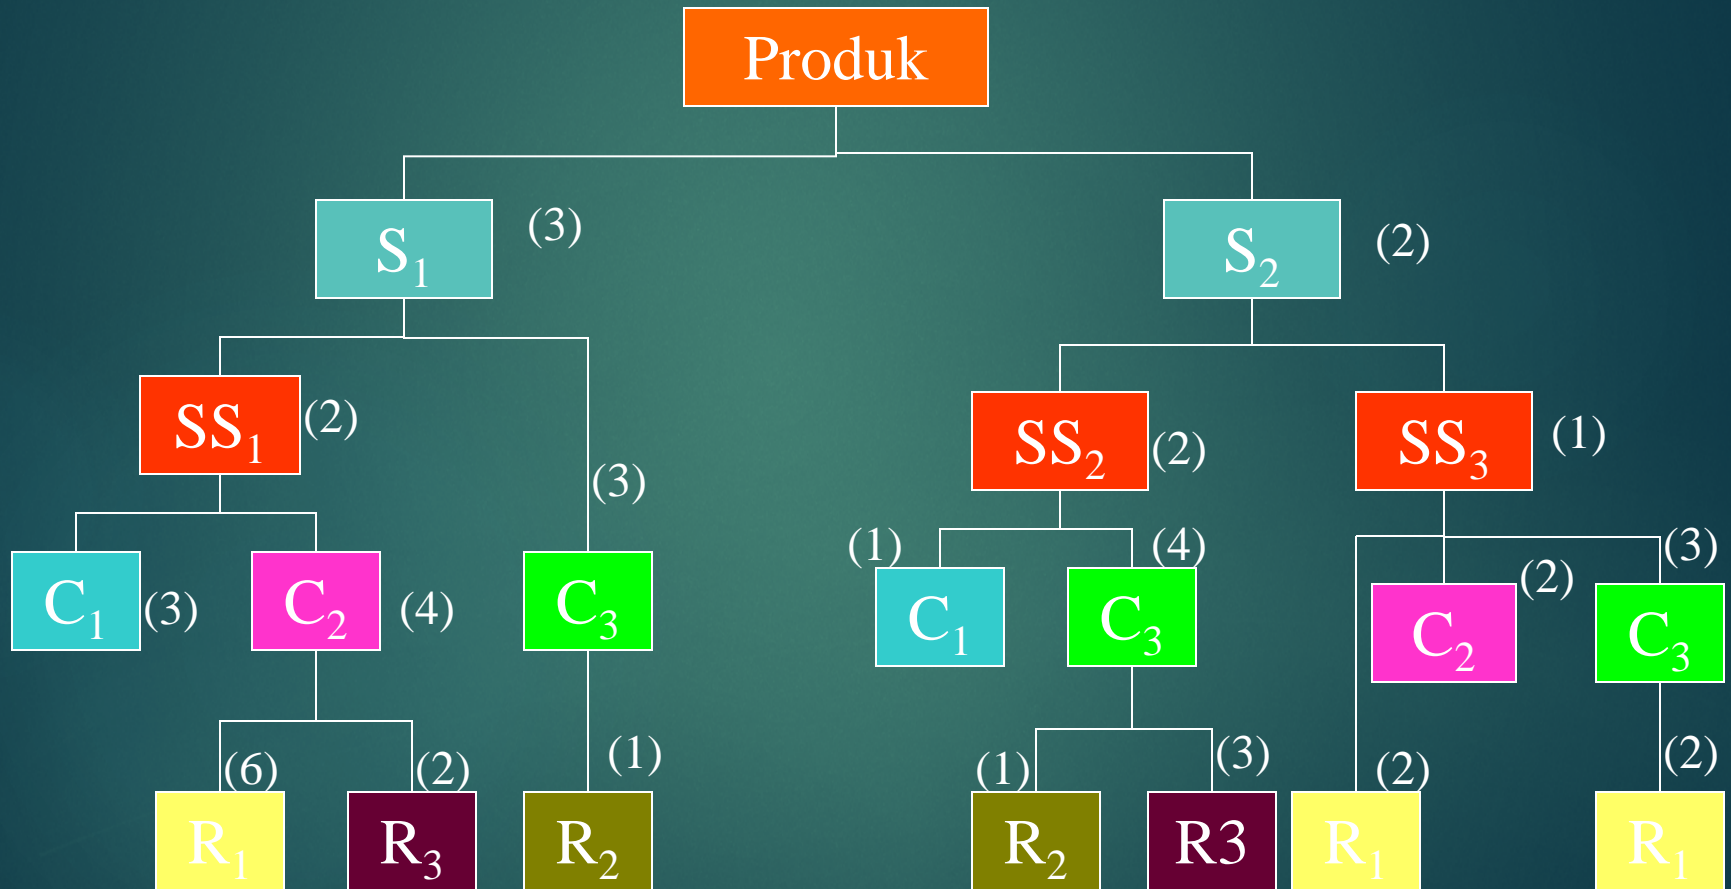 Produk
S₁ (3)
S₂ (2)
SS₁ (2)
(3)
SS₂ (2)
SS₃ (1)
C₁ (3)
C₂ (4)
C₃
(1) C₁
(4) C₃
C₂ (2)
(3) C₃
(6) R₁
(2) R₃
(1) R₂
(1) R₂
(3) R3
(2) R₁
(2) R₁